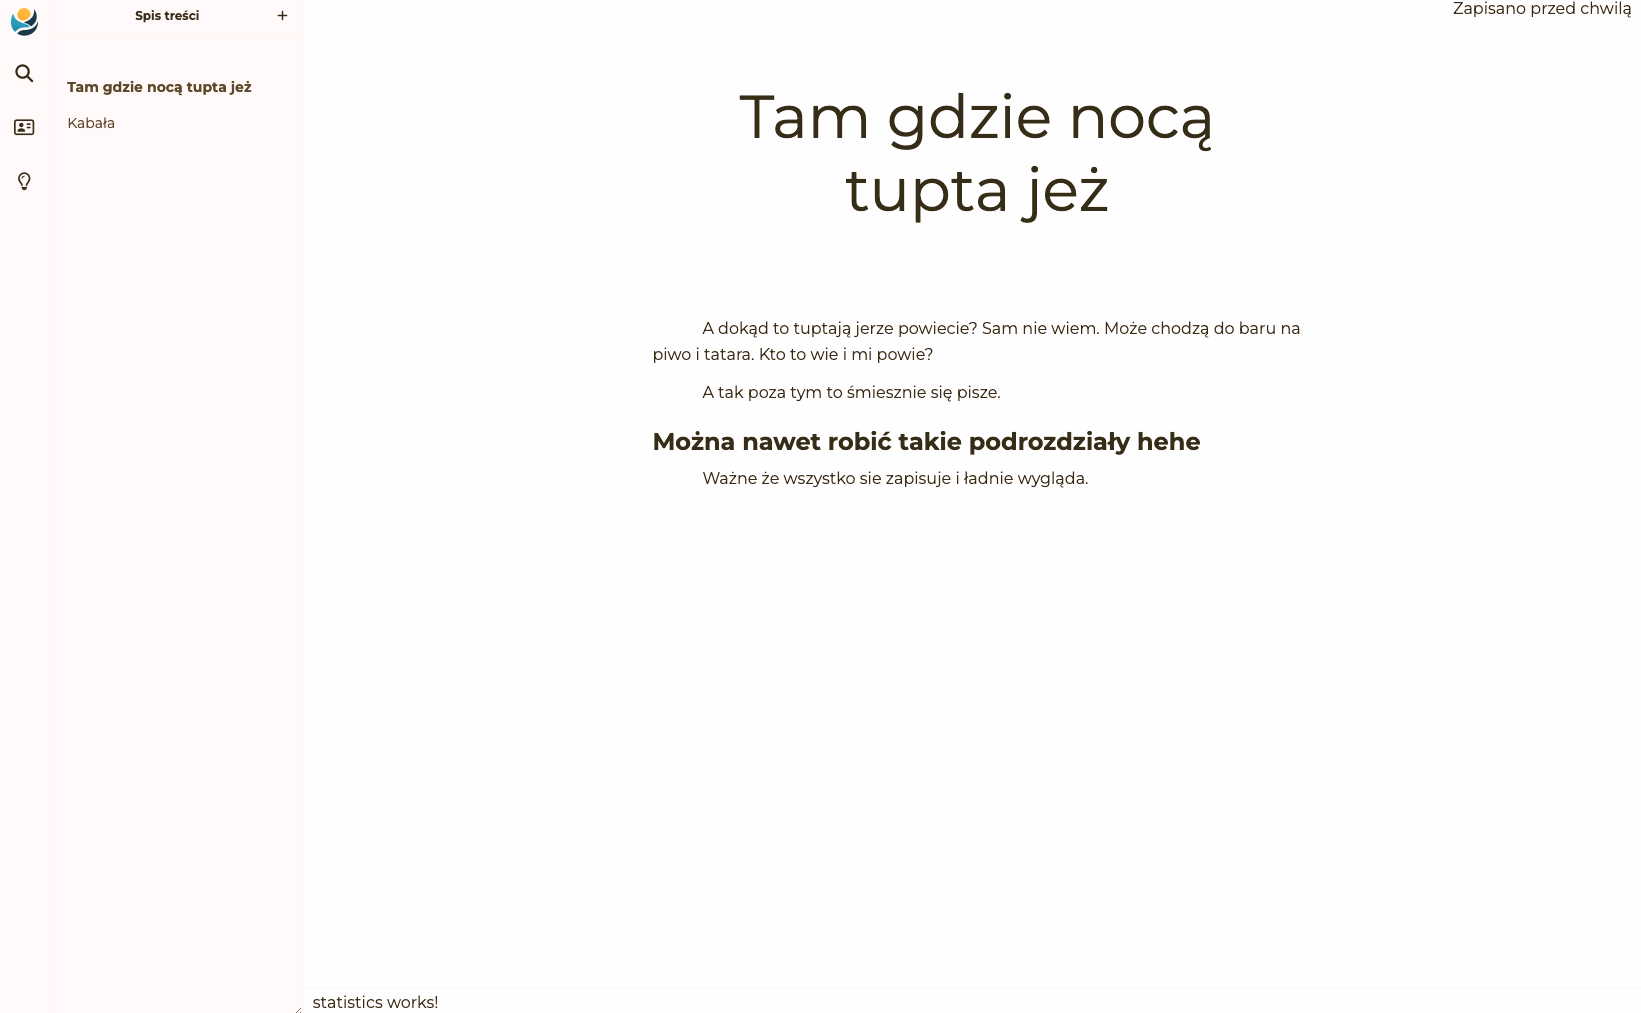 Spis treści +
Tam gdzie nocą tupta jeż
Kabała
Zapisano przed chwilą
Tam gdzie nocą
tupta jeż
A dokąd to tuptają jerze powiecie? Sam nie wiem. Może chodzą do baru na
piwo i tatara. Kto to wie i mi powie?
A tak poza tym to śmiesznie się pisze.
Można nawet robić takie podrozdziały hehe
Ważne że wszystko sie zapisuje i ładnie wygląda.
statistics works!